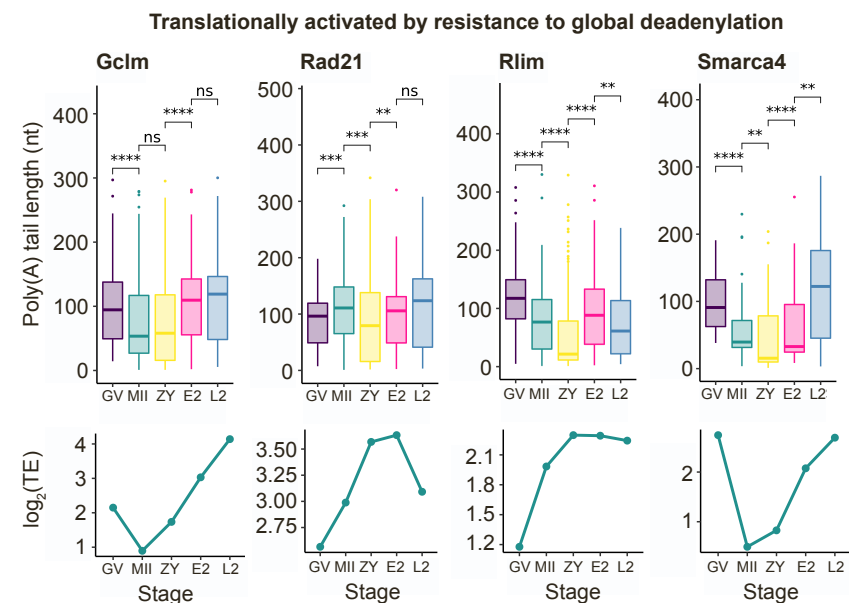 Translationally activated by resistance to global deadenylation
Gclm Rad21 Rlim Smarca4
Poly(A) tail length (nt)
400
300
200
100
0
**** ns **** ns
GV MII ZY E2 L2
500
400
300
200
100
0
*** *** ** ns
GV MII ZY E2 L2
400
300
200
100
0
**** **** **** **
GV MII ZY E2 L2
400
300
200
100
0
**** ** **** **
GV MII ZY E2 L2
log2(TE)
4
3
2
1
GV MII ZY E2 L2
Stage
3.50
3.25
3.00
2.75
GV MII ZY E2 L2
Stage
2.1
1.8
1.5
1.2
GV MII ZY E2 L2
Stage
2
1
GV MII ZY E2 L2
Stage